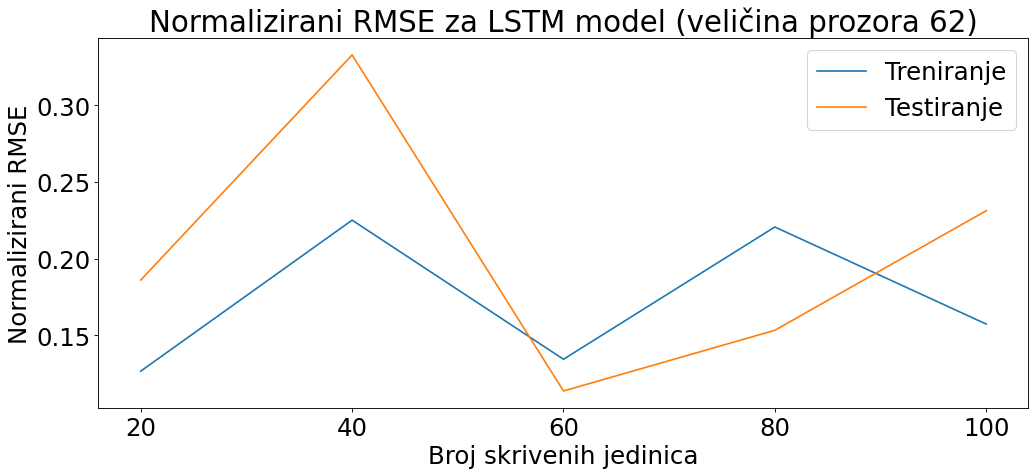 Normalizirani RMSE za LSTM model (veličina prozora 62)
Treniranje
Testiranje
Normalizirani RMSE
0.30
0.25
0.20
0.15
20 40 60 80 100
Broj skrivenih jedinica